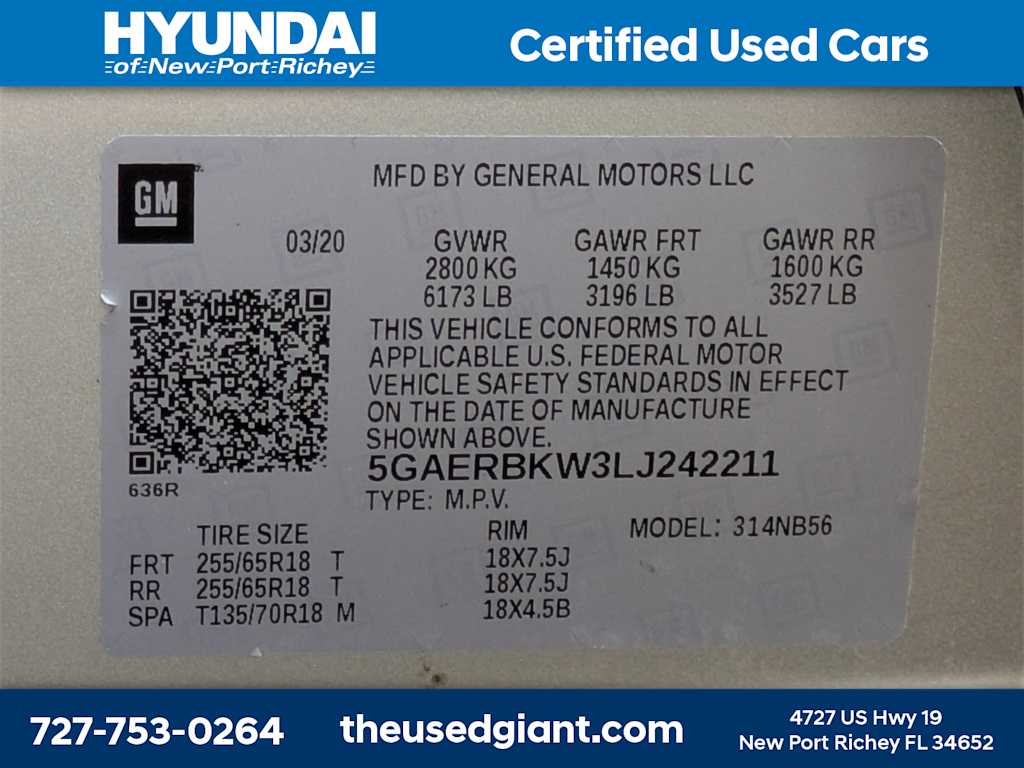 HYUNDAI
of New Port Richey
Certified Used Cars
GM
MFD BY GENERAL MOTORS LLC
03/20 GVWR GAWR FRT GAWR RR
2800 KG 1450 KG 1600 KG
6173 LB 3196 LB 3527 LB
THIS VEHICLE CONFORMS TO ALL
APPLICABLE U.S. FEDERAL MOTOR
VEHICLE SAFETY STANDARDS IN EFFECT
ON THE DATE OF MANUFACTURE
SHOWN ABOVE.
5GAERBKW3LJ242211
636R
TYPE: M.P.V.
TIRE SIZE RIM MODEL: 314NB56
FRT 255/65R18 T 18X7.5J
RR 255/65R18 T 18X7.5J
SPA T135/70R18 M 18X4.5B
727-753-0264
theusedgiant.com
4727 US Hwy 19
New Port Richey FL 34652